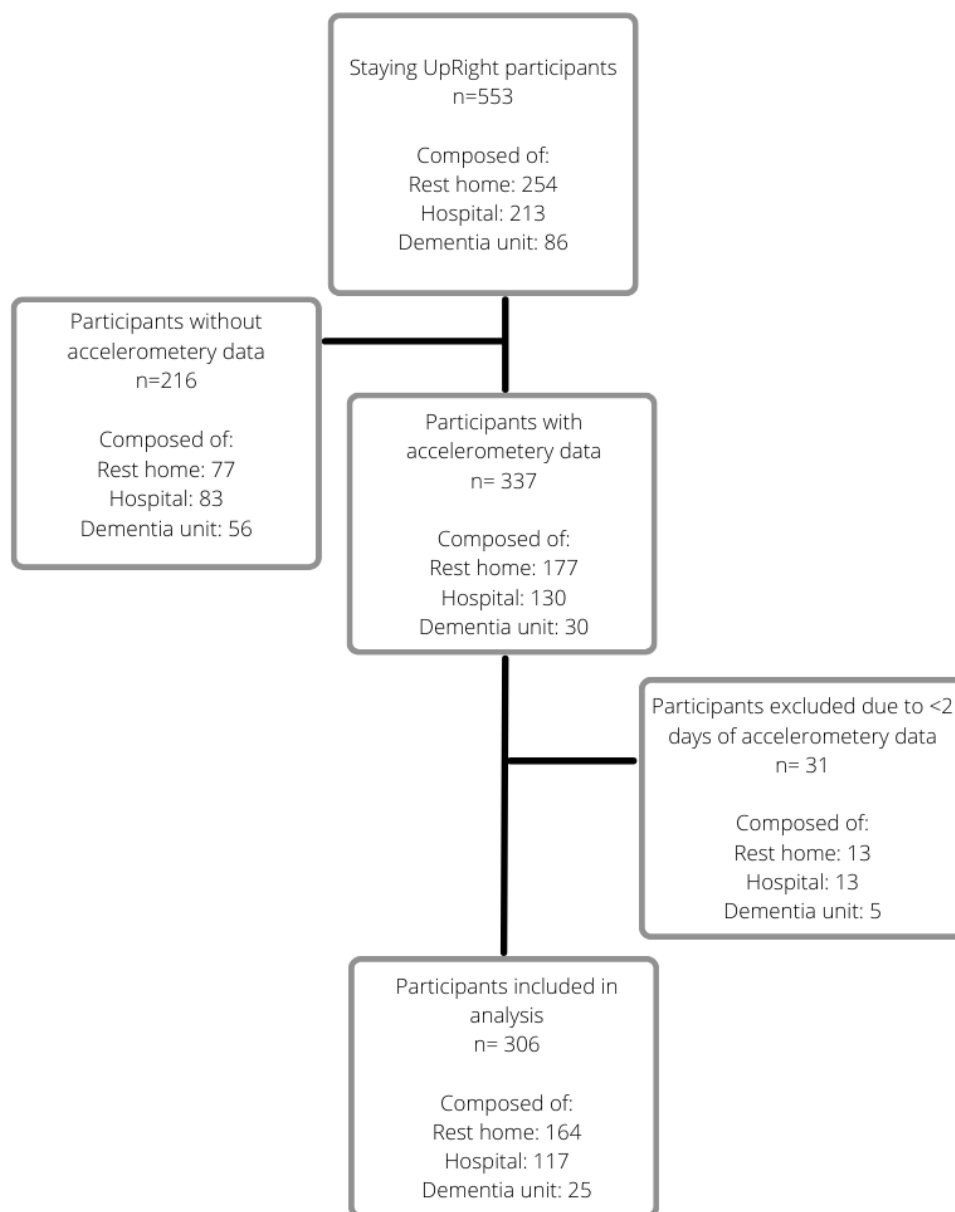 Staying UpRight participants
n=553
Composed of:
Rest home: 254
Hospital: 213
Dementia unit: 86
Participants without
accelerometery data
n=216
Composed of:
Rest home: 77
Hospital: 83
Dementia unit: 56
Participants with
accelerometery data
n= 337
Composed of:
Rest home: 177
Hospital: 130
Dementia unit: 30
Participants excluded due to <2
days of accelerometery data
n= 31
Composed of:
Rest home: 13
Hospital: 13
Dementia unit: 5
Participants included in
analysis
n= 306
Composed of:
Rest home: 164
Hospital: 117
Dementia unit: 25